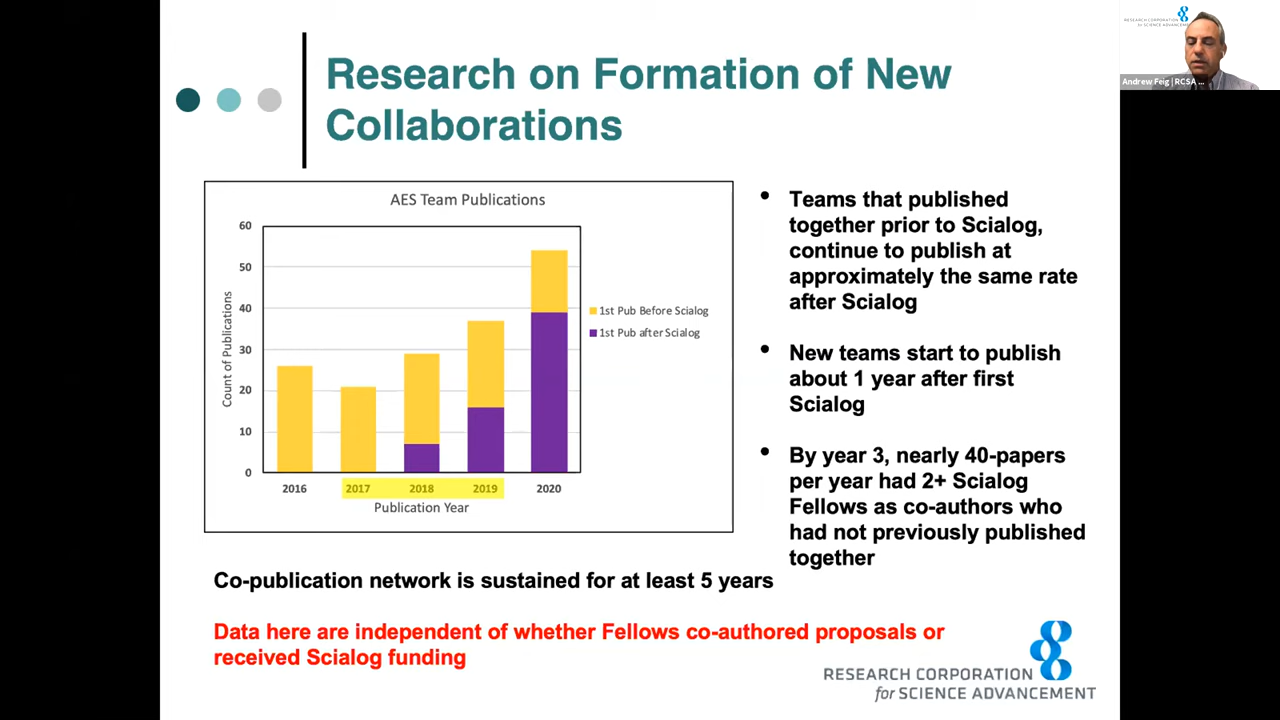 Research on Formation of New
Collaborations
AES Team Publications
60
50
40
30
20
10
0
Count of Publications
2016 2017 2018 2019 2020
Publication Year
1st Pub Before Scialog
1st Pub after Scialog
• Teams that published
together prior to Scialog,
continue to publish at
approximately the same rate
after Scialog
• New teams start to publish
about 1 year after first
Scialog
• By year 3, nearly 40-papers
per year had 2+ Scialog
Fellows as co-authors who
had not previously published
together
Co-publication network is sustained for at least 5 years
Data here are independent of whether Fellows co-authored proposals or
received Scialog funding
RESEARCH CORPORATION
for SCIENCE ADVANCEMENT
RESEARCH CORPORATION
for SCIENCE ADVANCEMENT
Andrew Feig | RCSA ...